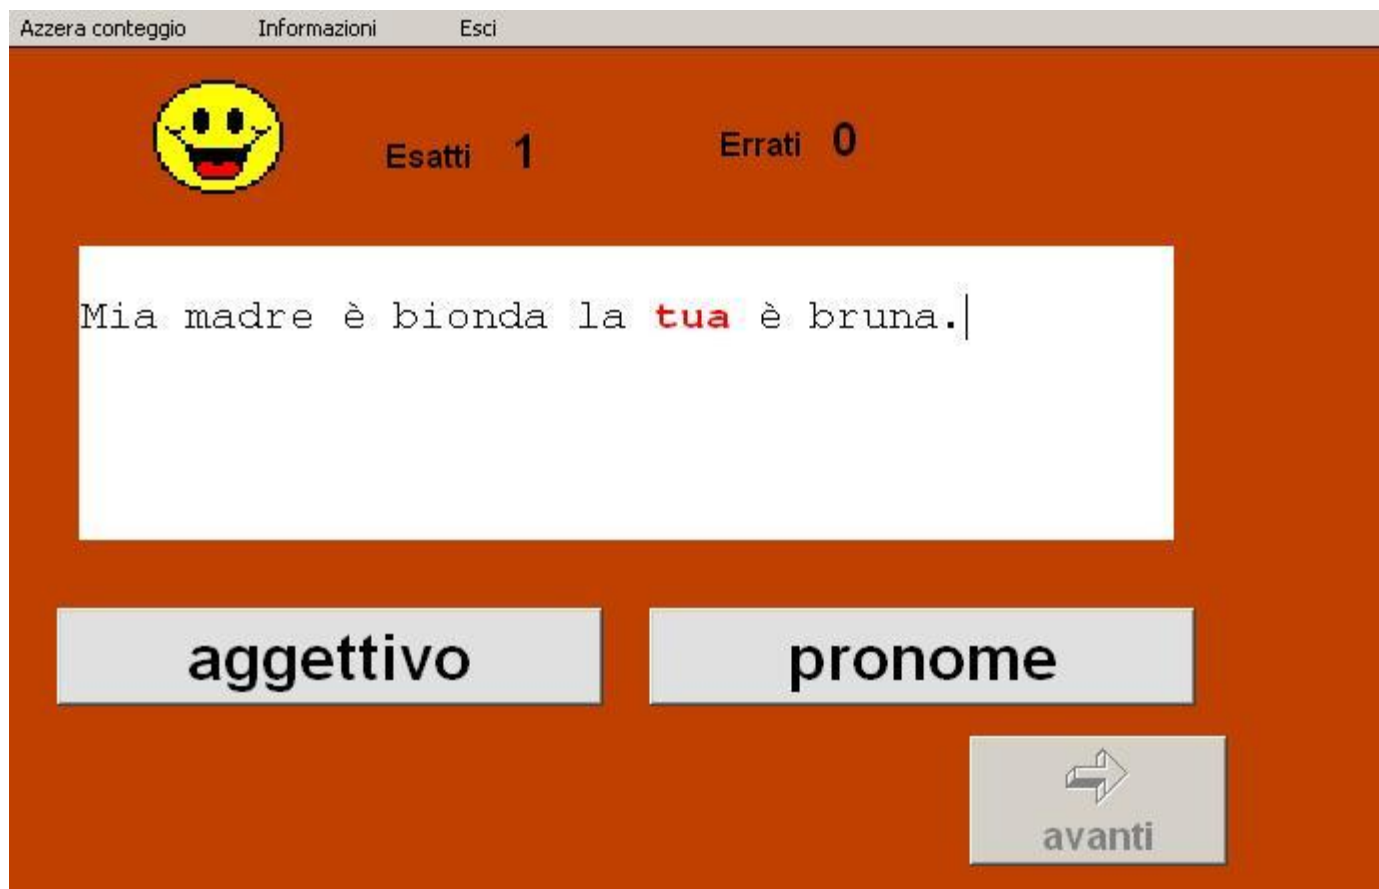 Azzera conteggio Informazioni Esci
Esatti 1 Errati 0
Mia madre è bionda la tua è bruna.
aggettivo pronome
avanti